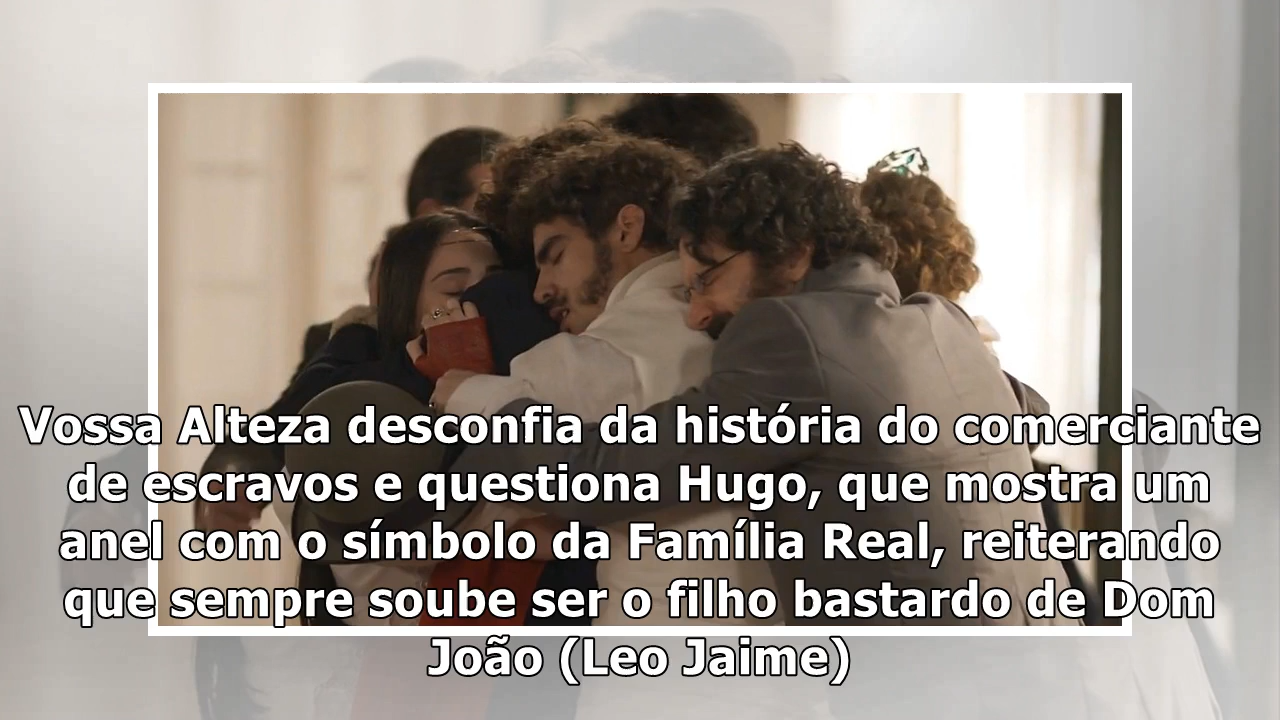 Vossa Alteza desconfia da história do comerciante
de escravos e questiona Hugo, que mostra um
anel com o símbolo da Família Real, reiterando
que sempre soube ser o filho bastardo de Dom
João (Leo Jaime)